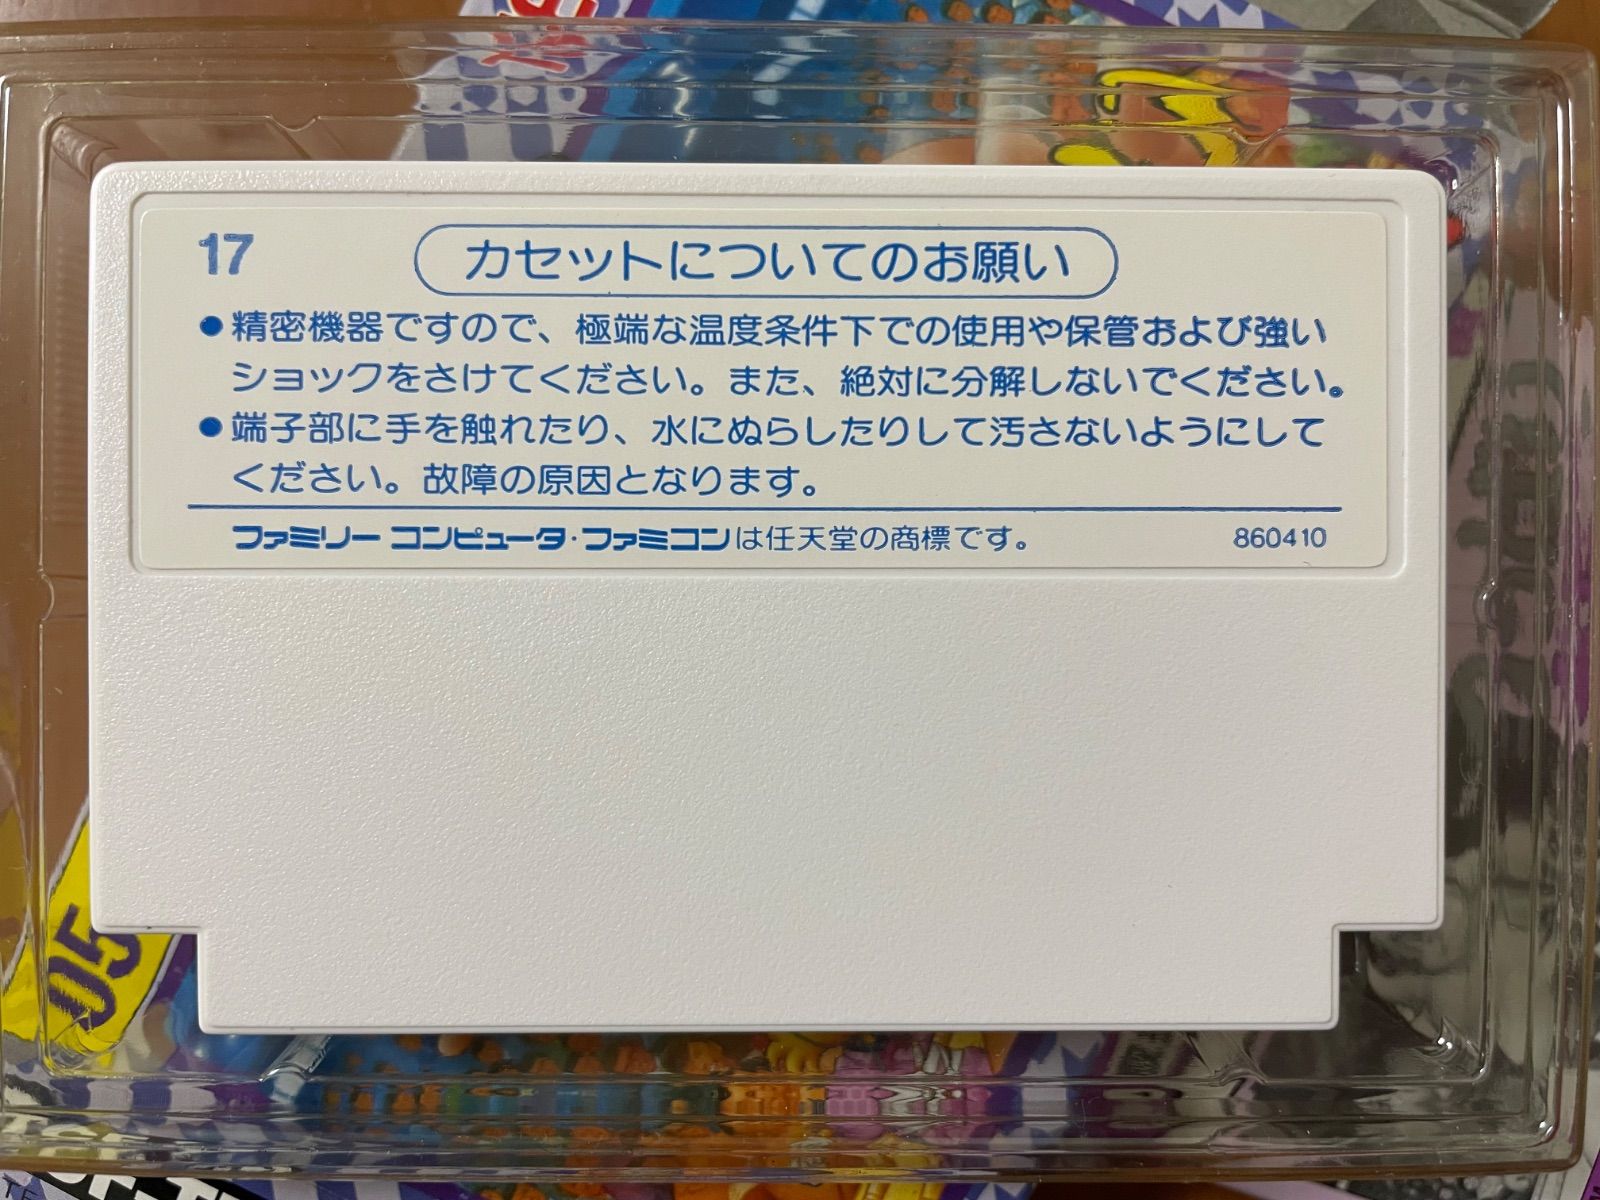 17
カセットについてのお願い
●精密機器ですので、極端な温度条件下での使用や保管および強い
ショックをさけてください。また、絶対に分解しないでください。
●端子部に手を触れたり、水にぬらしたりして汚さないようにして
ください。故障の原因となります。
ファミリー コンピュータ・ファミコンは任天堂の商標です。
860410
05